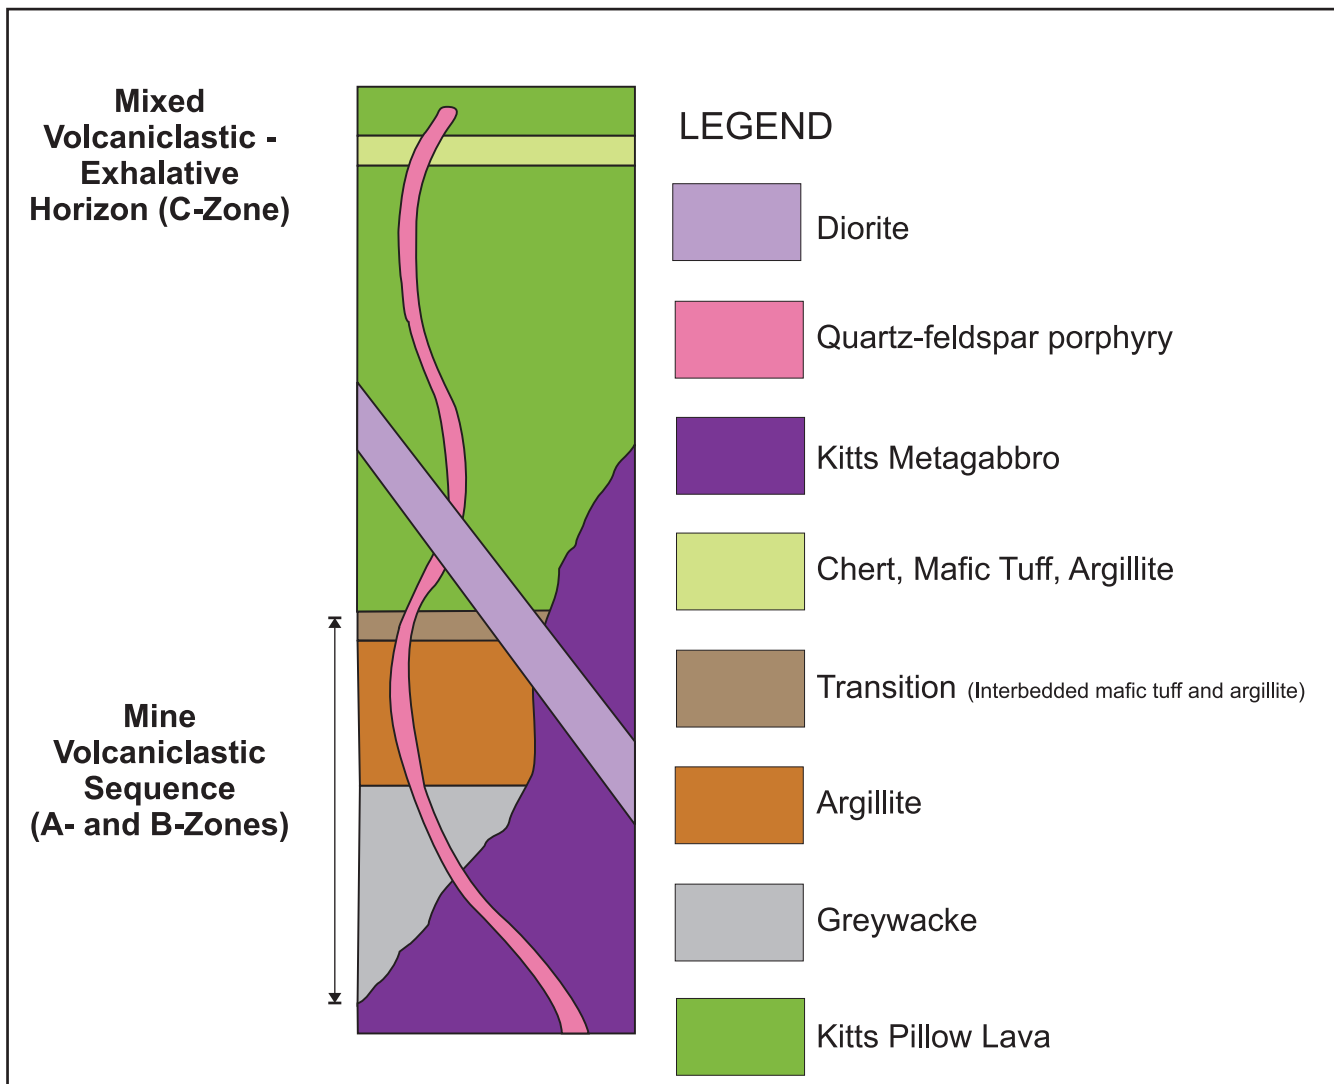 Mixed
Volcaniclastic -
Exhalative
Horizon (C-Zone)
Mine
Volcaniclastic
Sequence
(A- and B-Zones)
LEGEND
Diorite
Quartz-feldspar porphyry
Kitts Metagabbro
Chert, Mafic Tuff, Argillite
Transition (Interbedded mafic tuff and argillite)
Argillite
Greywacke
Kitts Pillow Lava